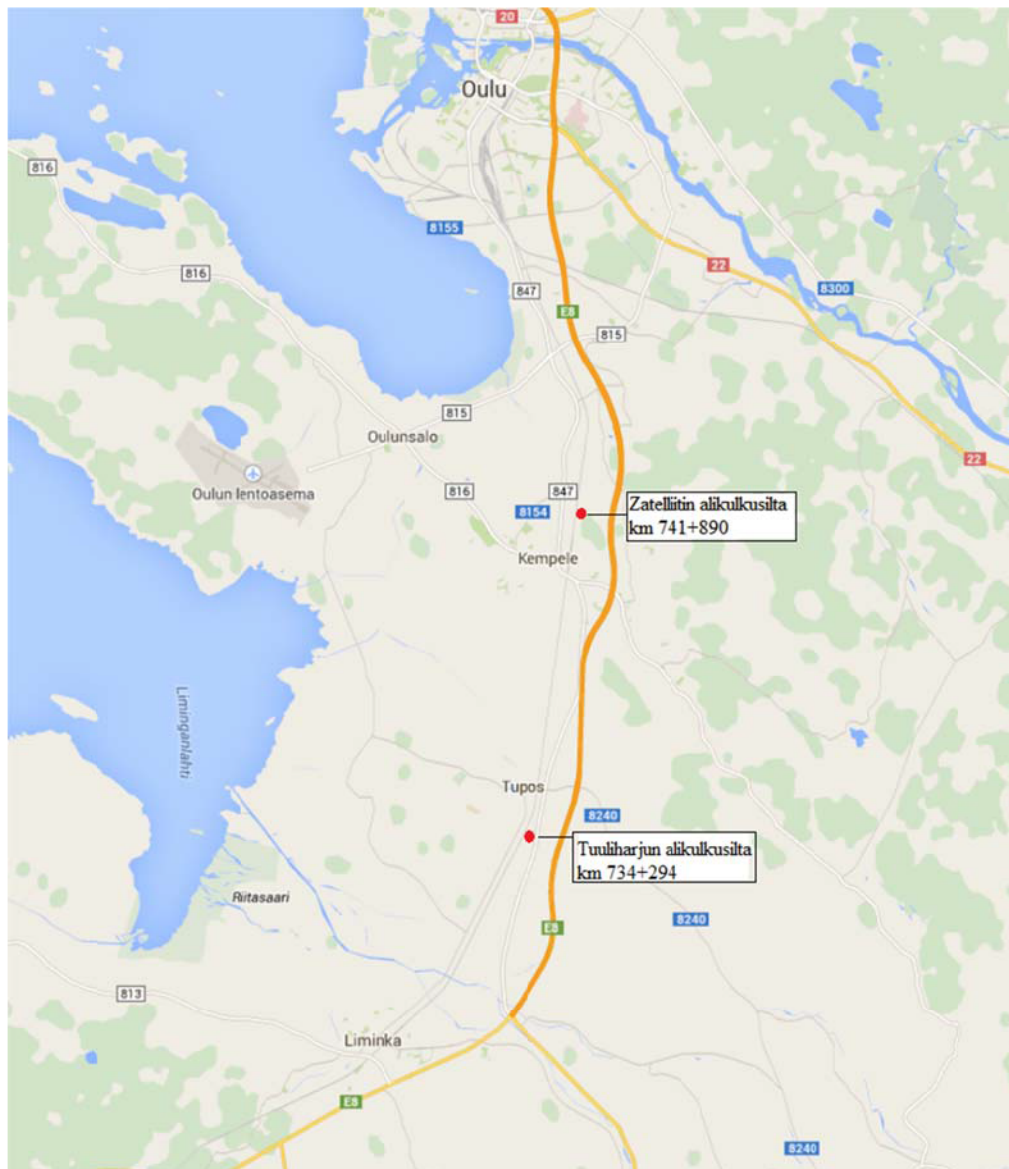 20
Oulu
816
8155
816
22
8300
847
E8
815
815
Oulunsalo
22
Oulun lentoasema
816
847
8154
Zatelliitin alikulkusilta
km 741+890
Kempele
Liminganlahti
Tupos
8240
Tuuliharjun alikulkusilta
km 734+294
Riitasaari
8240
E8
813
Liminka
E8
8240